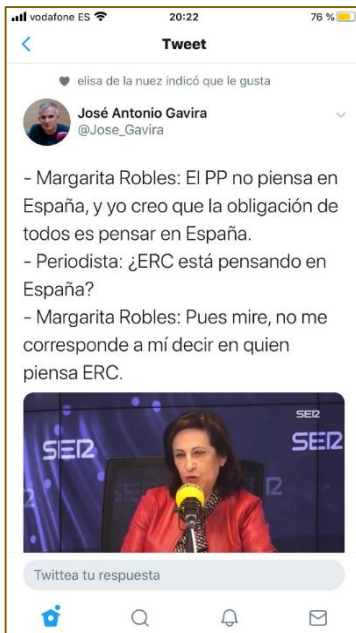 vodafone ES 20:22 76 %
Tweet
elisa de la nuez indicó que le gusta
José Antonio Gavira
@Jose_Gavira
- Margarita Robles: El PP no piensa en
España, y yo creo que la obligación de
todos es pensar en España.
- Periodista: ¿ERC está pensando en
España?
- Margarita Robles: Pues mire, no me
corresponde a mí decir en quien
piensa ERC.
SER
SER
SER
Twittea tu respuesta